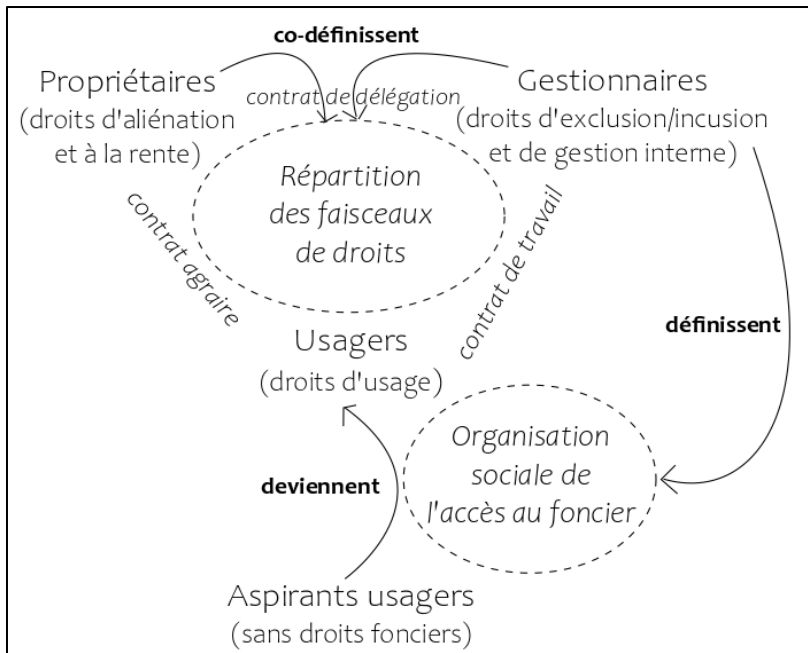 co-définissent
Propriétaires
(droits d'aliénation
et à la rente)
contrat de délégation
Gestionnaires
(droits d'exclusion/incusion
et de gestion interne)
Répartition
des faisceaux
de droits
contrat agraire
contrat de travail
définissent
Usagers
(droits d'usage)
Organisation
sociale de
l'accès au foncier
deviennent
Aspirants usagers
(sans droits fonciers)